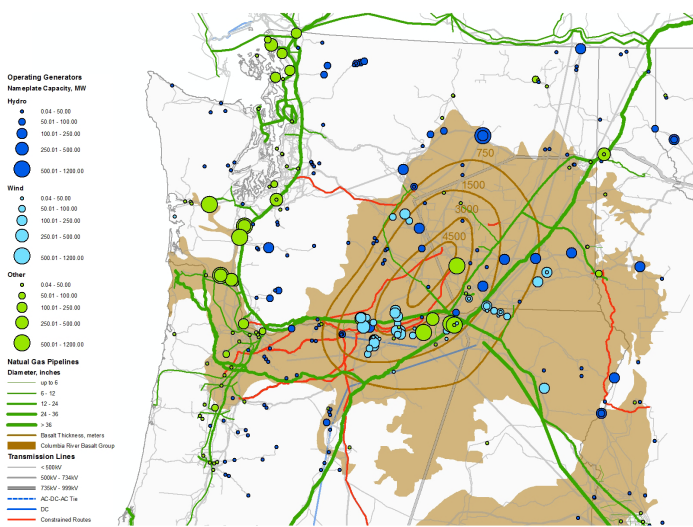 Operating Generators
Nameplate Capacity, MW
Hydro
0.04 - 50.00
50.01 - 100.00
100.01 - 250.00
250.01 - 500.00
500.01 - 1200.00
Wind
0.04 - 50.00
50.01 - 100.00
100.01 - 250.00
250.01 - 500.00
500.01 - 1200.00
Other
0.04 - 50.00
50.01 - 100.00
100.01 - 250.00
250.01 - 500.00
500.01 - 1200.00
Natural Gas Pipelines
Diameter, inches
up to 6
6 - 12
12 - 24
24 - 36
> 36
Basalt Thickness, meters
Columbia River Basalt Group
Transmission Lines
< 500kV
500kV - 734kV
735kV - 999kV
AC-DC-AC Tie
DC
Constrained Routes
750
1500
3000
4500